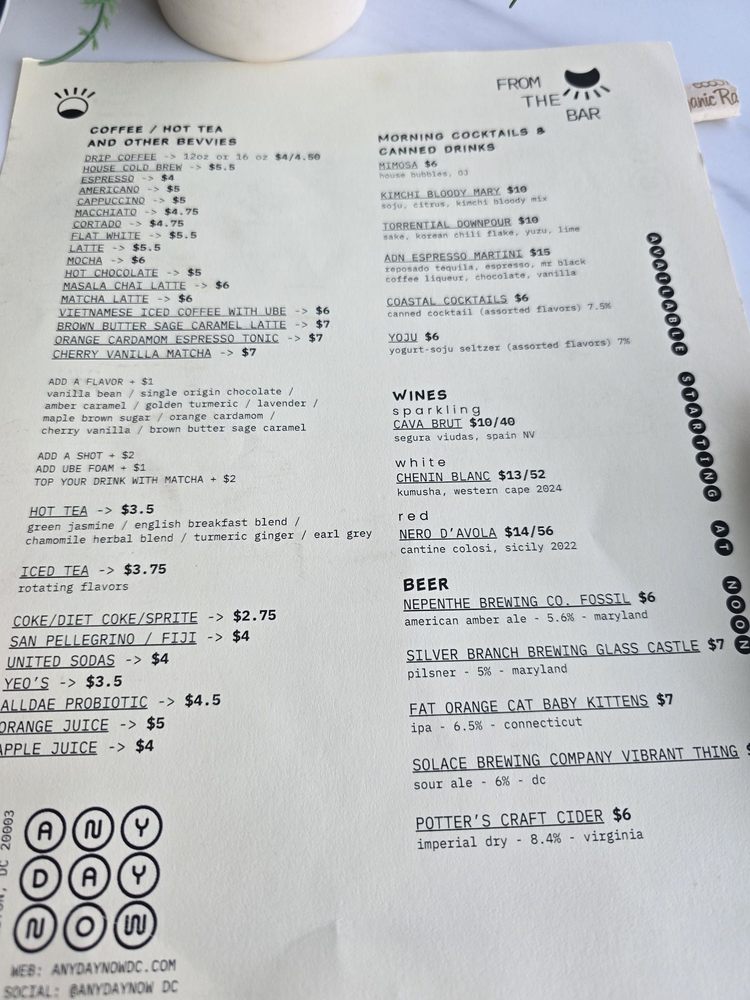 COFFEE / HOT TEA
AND OTHER BEVVIES
DRIP COFFEE -> 12oz or 16 oz $4/4.50
HOUSE COLD BREW -> $5.5
ESPRESSO -> $4
AMERICANO -> $5
CAPPUCCINO -> $5
MACCHIATO -> $4.75
CORTADO -> $4.75
FLAT WHITE -> $5.5
LATTE -> $5.5
MOCHA -> $6
HOT CHOCOLATE -> $5
MASALA CHAI LATTE -> $6
MATCHA LATTE -> $6
VIETNAMESE ICED COFFEE WITH UBE -> $6
BROWN BUTTER SAGE CARAMEL LATTE -> $7
ORANGE CARDAMOM ESPRESSO TONIC -> $7
CHERRY VANILLA MATCHA -> $7
ADD A FLAVOR + $1
vanilla bean / single origin chocolate /
amber caramel / golden turmeric / lavender /
maple brown sugar / orange cardamom /
cherry vanilla / brown butter sage caramel
ADD A SHOT + $2
ADD UBE FOAM + $1
TOP YOUR DRINK WITH MATCHA + $2
HOT TEA -> $3.5
green jasmine / english breakfast blend /
chamomile herbal blend / turmeric ginger / earl grey
ICED TEA -> $3.75
rotating flavors
COKE/DIET COKE/SPRITE -> $2.75
SAN PELLEGRINO / FIJI -> $4
UNITED SODAS -> $4
YEO'S -> $3.5
ALLDAE PROBIOTIC -> $4.5
ORANGE JUICE -> $5
APPLE JUICE -> $4
DC 20003
ANY
DAY
NOW
WEB: ANYDAYNOWDC.COM
SOCIAL: @ANYDAYNOW DC
FROM
THE
BAR
MORNING COCKTAILS &
CANNED DRINKS
MIMOSA $6
house bubbles, OJ
KIMCHI BLOODY MARY $10
soju, citrus, kimchi bloody mix
TORRENTIAL DOWNPOUR $10
sake, korean chili flake, yuzu, lime
ADN ESPRESSO MARTINI $15
reposado tequila, espresso, mr black
coffee liqueur, chocolate, vanilla
COASTAL COCKTAILS $6
canned cocktail (assorted flavors) 7.5%
YOJU $6
yogurt-soju seltzer (assorted flavors) 7%
WINES
sparkling
CAVA BRUT $10/40
segura viudas, spain NV
white
CHENIN BLANC $13/52
kumusha, western cape 2024
red
NERO D'AVOLA $14/56
cantine colosi, sicily 2022
BEER
NEPENTHE BREWING CO. FOSSIL $6
american amber ale - 5.6% - maryland
SILVER BRANCH BREWING GLASS CASTLE $7
pilsner - 5% - maryland
FAT ORANGE CAT BABY KITTENS $7
ipa - 6.5% - connecticut
SOLACE BREWING COMPANY VIBRANT THING
sour ale - 6% - dc
POTTER'S CRAFT CIDER $6
imperial dry - 8.4% - virginia
AVAILABLE STARTING AT NOON